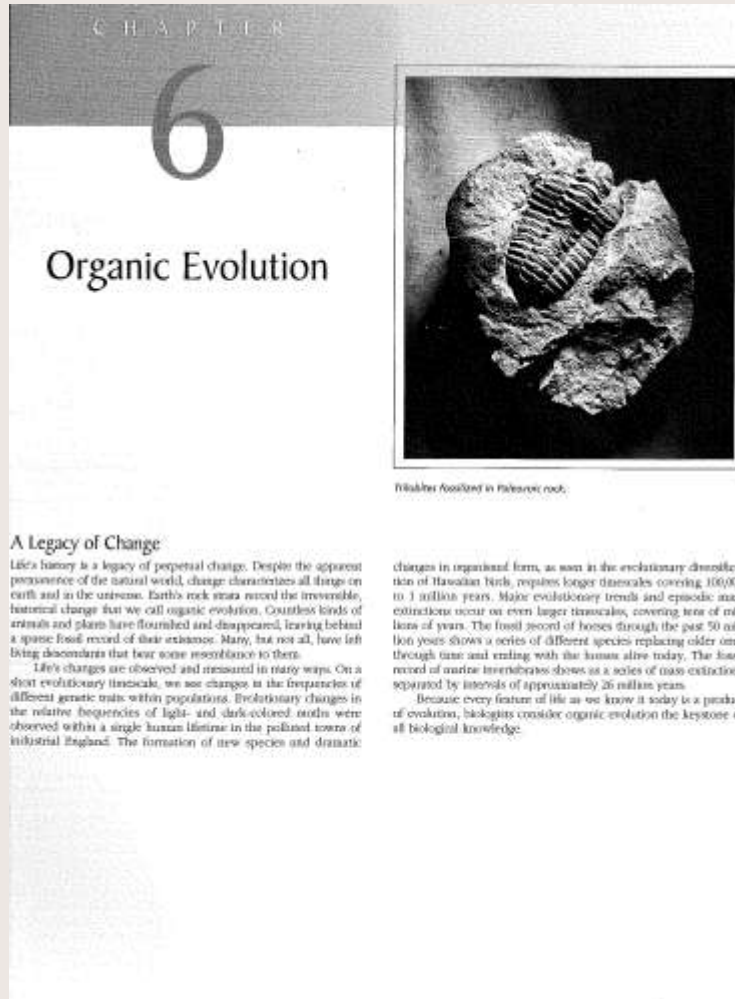 CHAPTER
6
Organic Evolution
Trilobites fossilized in Paleozoic rock.
A Legacy of Change
Life's history is a legacy of perpetual change. Despite the apparent
permanence of the natural world, change characterizes all things on
earth and in the universe. Earth's rock strata record the irreversible,
historical change that we call organic evolution. Countless kinds of
animals and plants have flourished and disappeared, leaving behind
a sparse fossil record of their existence. Many, but not all, have left
living descendants that bear some resemblance to them.
Life's changes are observed and measured in many ways. On a
short evolutionary timescale, we see changes in the frequencies of
different genetic traits within populations. Evolutionary changes in
the relative frequencies of light- and dark-colored moths were
observed within a single human lifetime in the polluted towns of
industrial England. The formation of new species and dramatic
changes in organismal form, as seen in the evolutionary diversific
tion of Hawaiian birds, requires longer timescales covering 100,00
to 1 million years. Major evolutionary trends and episodic mas
extinctions occur on even larger timescales, covering tens of mi
lions of years. The fossil record of horses through the past 50 mi
lion years shows a series of different species replacing older on
through time and ending with the horses alive today. The foss
record of marine invertebrates shows us a series of mass extinction
separated by intervals of approximately 26 million years.
Because every feature of life as we know it today is a produ
of evolution, biologists consider organic evolution the keystone
all biological knowledge.